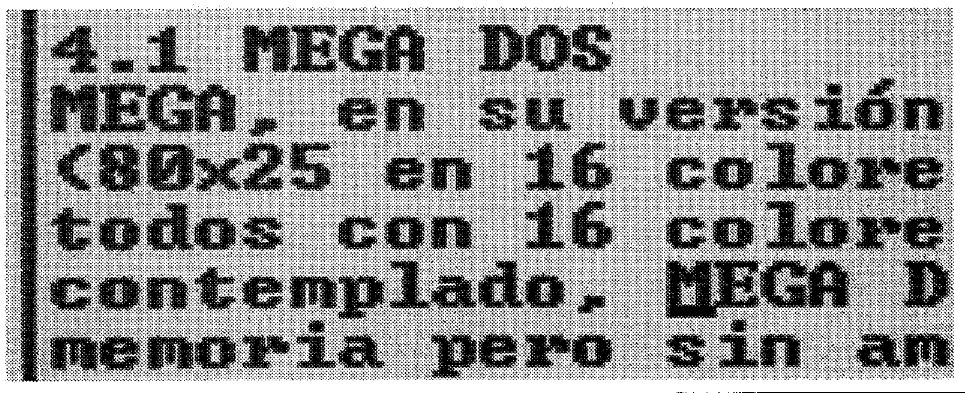 4.1 MEGA DOS
MEGA, en su versión
(80x25 en 16 colore
todos con 16 colore
contemplado, MEGA D
memoria pero sin am